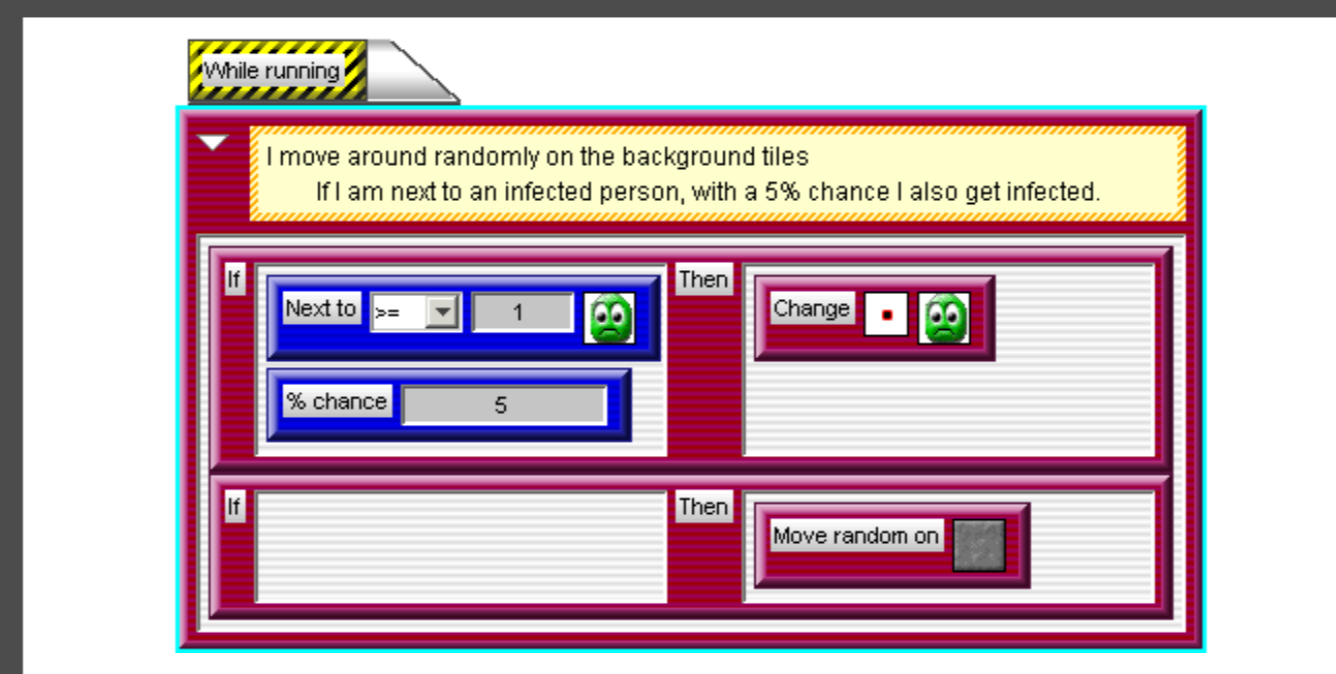 While running
I move around randomly on the background tiles
If I am next to an infected person, with a 5% chance I also get infected.
If
Next to >= 1
% chance 5
Then
Change
If
Then
Move random on